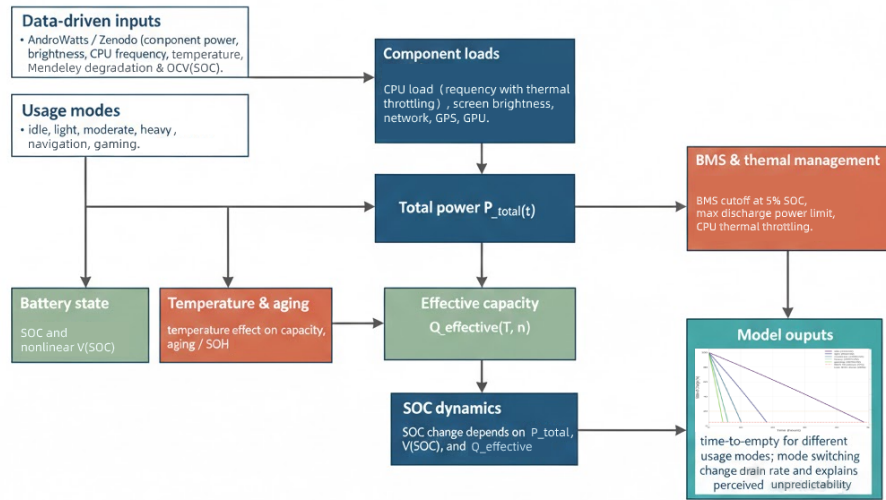 Data-driven inputs
• AndroWatts / Zenodo (component power,
brightness, CPU frequency, temperature,
Mendeley degradation & OCV(SOC).
Usage modes
• idle, light, moderate, heavy ,
navigation, gaming.
Component loads
CPU load (requency with thermal
throttling) , screen brightness,
network, GPS, GPU.
Total power P_total(t)
BMS & themal management
BMS cutoff at 5% SOC,
max discharge power limit,
CPU thermal throttling.
Battery state
SOC and
nonlinear V(SOC)
Temperature & aging
temperature effect on capacity,
aging / SOH
Effective capacity
Q_effective(T, n)
SOC dynamics
SOC change depends on P_total,
V(SOC), and Q_effective
Model ouputs
time-to-empty for different
usage modes; mode switching
change drain rate and explains
perceived unpredictability